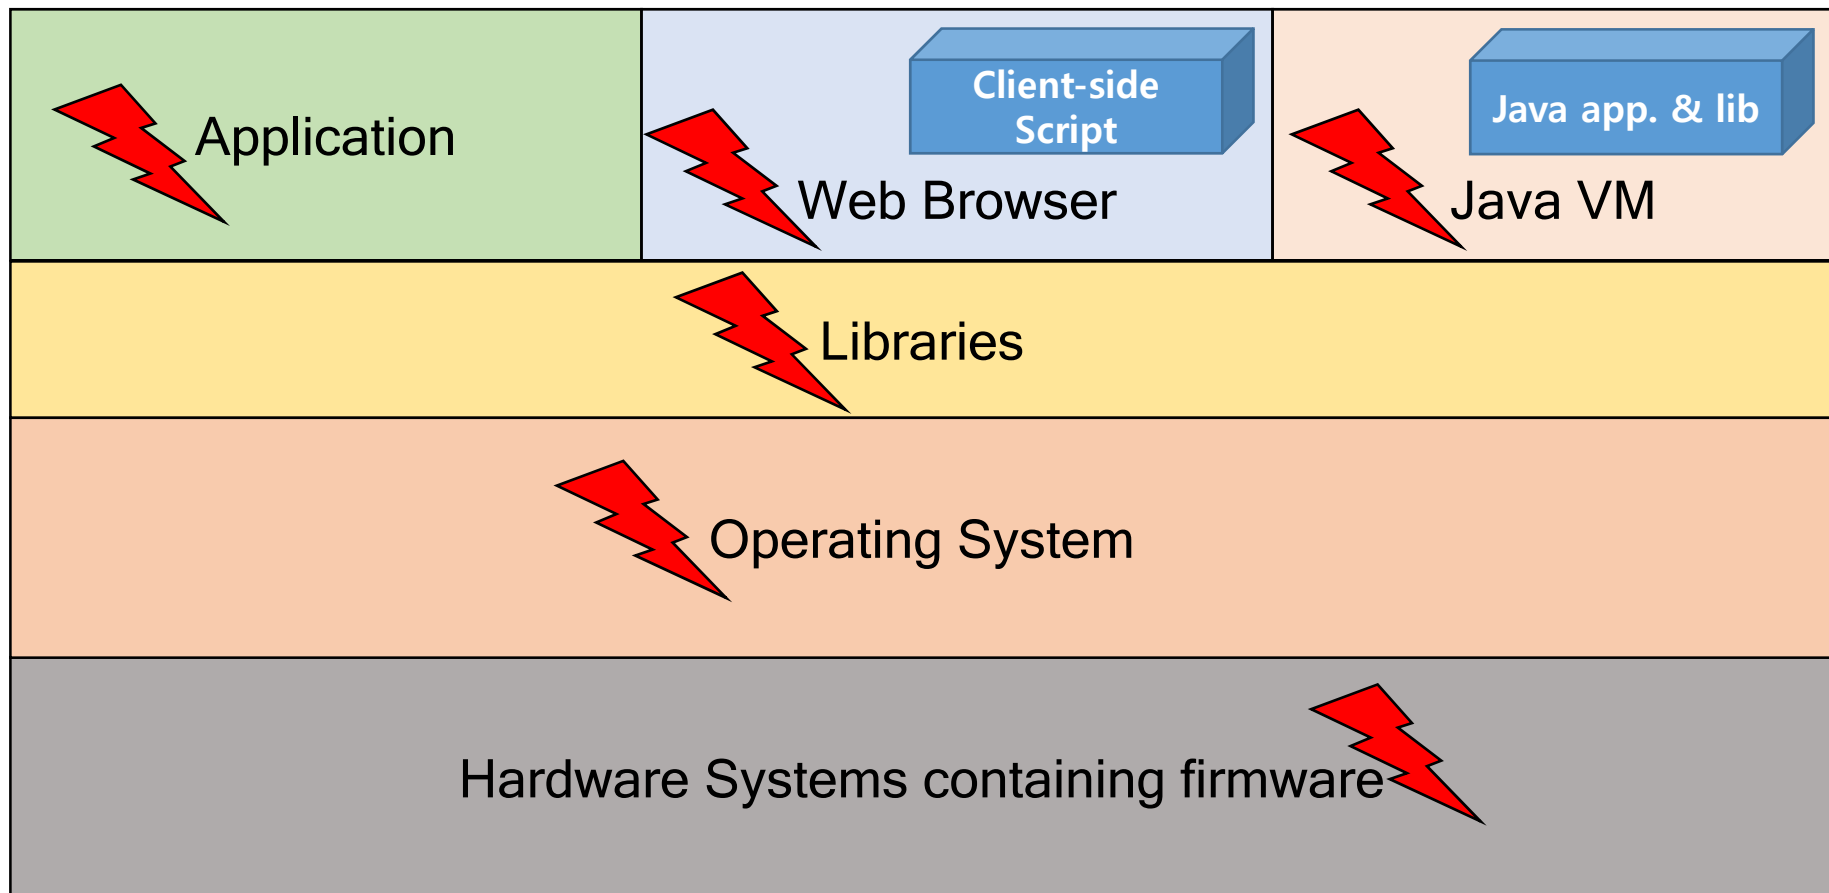 Application
Client-side
Script
Web Browser
Java app. & lib
Java VM
Libraries
Operating System
Hardware Systems containing firmware